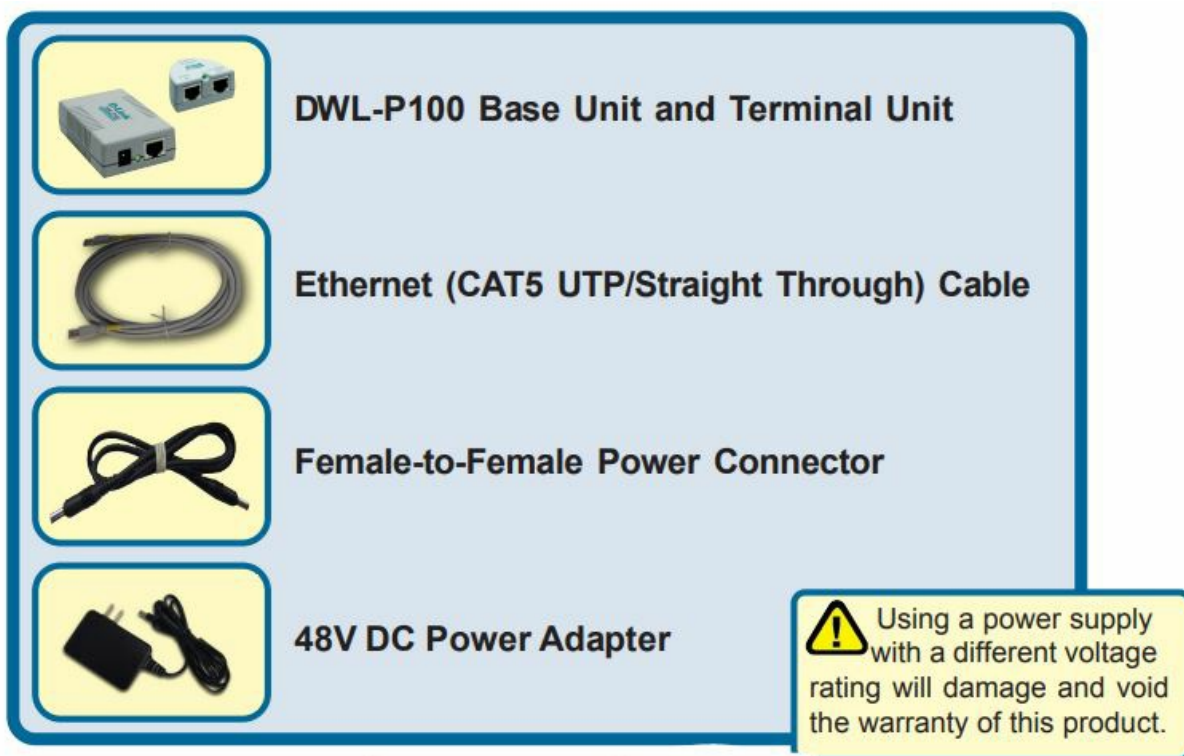 DWL-P100 Base Unit and Terminal Unit
Ethernet (CAT5 UTP/Straight Through) Cable
Female-to-Female Power Connector
48V DC Power Adapter
Using a power supply
with a different voltage
rating will damage and void
the warranty of this product.